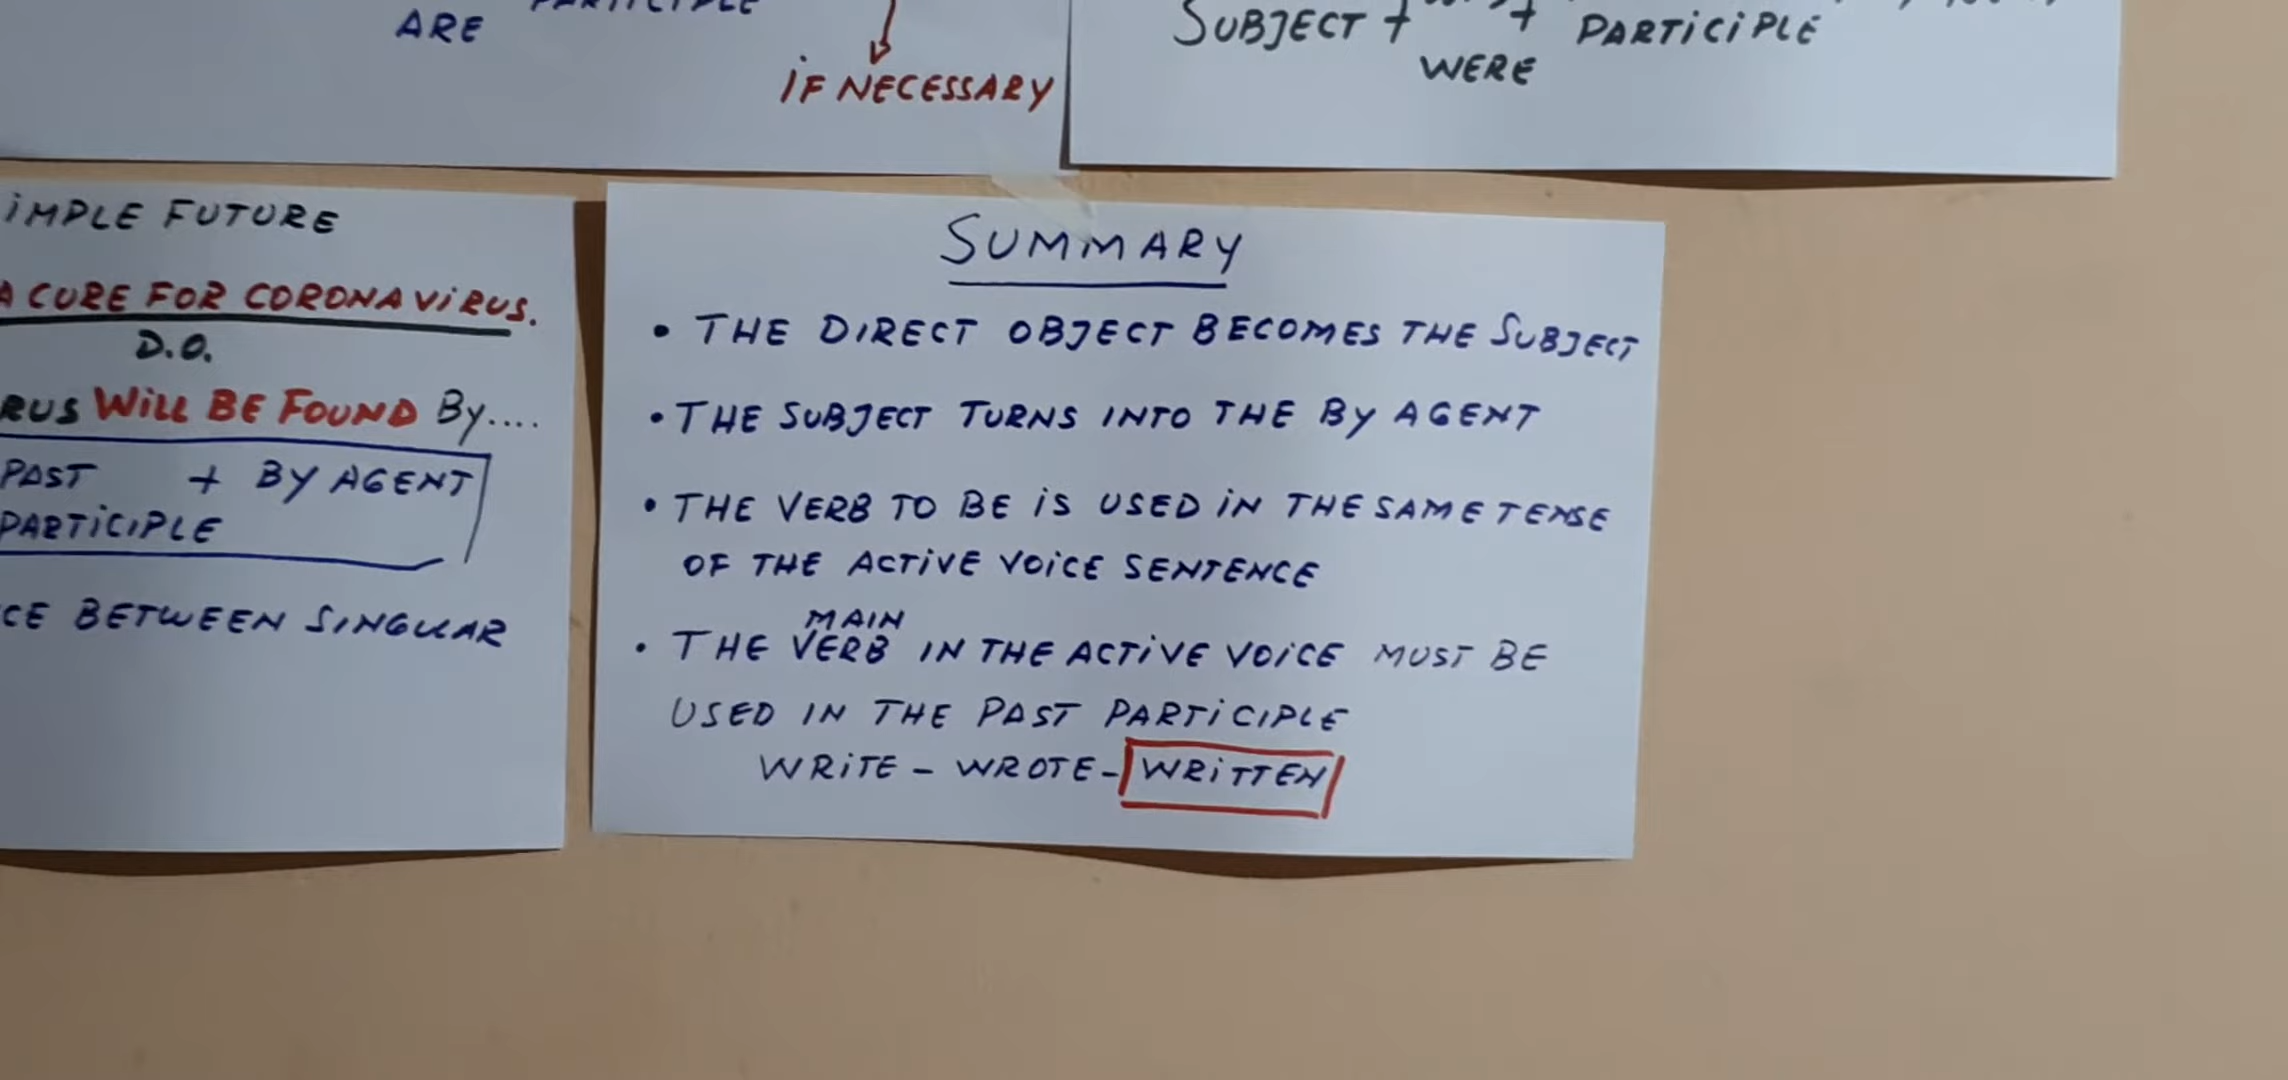 ARE PARTICIPLE
IF NECESSARY
SUBJECT + + PARTICIPLE
WERE
IMPLE FUTURE
A CURE FOR CORONAVIRUS.
D.O.
RUS WILL BE FOUND By....
PAST + BY AGENT
PARTICIPLE
CE BETWEEN SINGULAR
SUMMARY
• THE DIRECT OBJECT BECOMES THE SUBJECT
• THE SUBJECT TURNS INTO THE By AGENT
• THE VERB TO BE IS USED IN THE SAME TENSE
OF THE ACTIVE VOICE SENTENCE
MAIN
• THE VERB IN THE ACTIVE VOICE MUST BE
USED IN THE PAST PARTICIPLE
WRITE - WROTE - WRITTEN